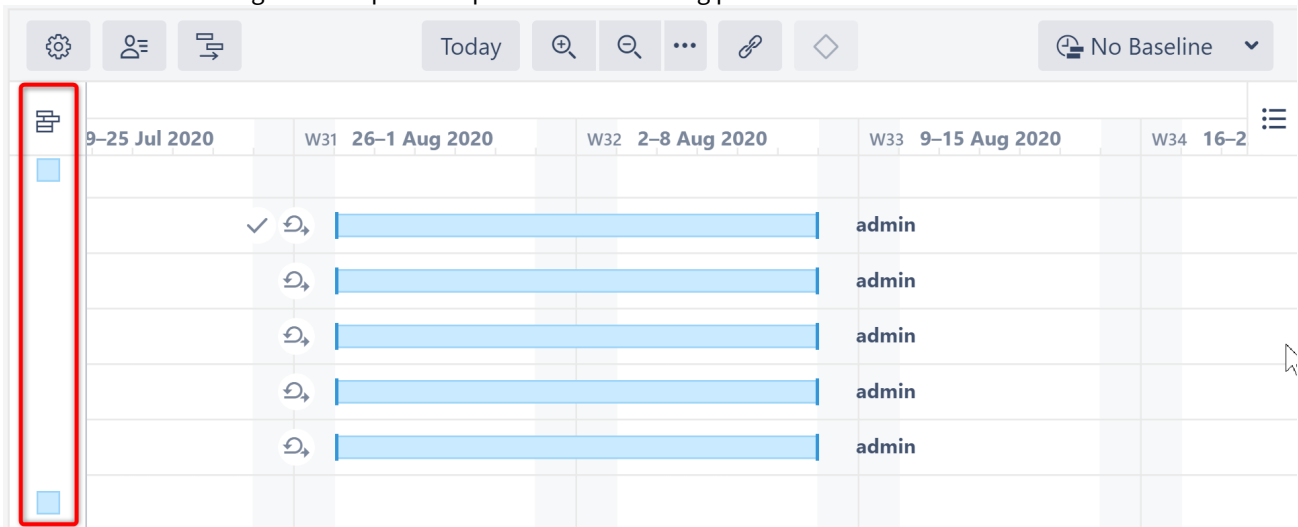 Today
No Baseline
9–25 Jul 2020 W31 26–1 Aug 2020 W32 2–8 Aug 2020 W33 9–15 Aug 2020 W34 16–2
admin
admin
admin
admin
admin